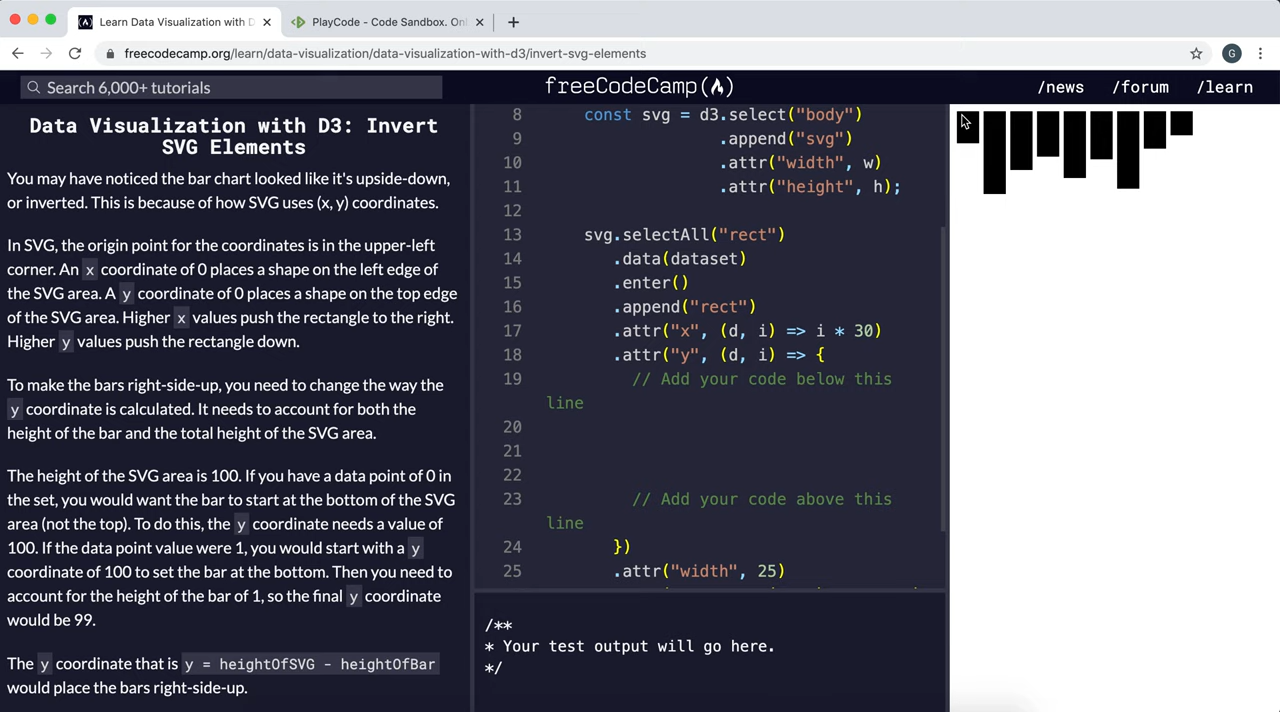 Learn Data Visualization with D
PlayCode - Code Sandbox. Onl
freecodecamp.org/learn/data-visualization/data-visualization-with-d3/invert-svg-elements
G
Search 6,000+ tutorials
freeCodeCamp
/news
/forum
/learn
Data Visualization with D3: Invert
SVG Elements
You may have noticed the bar chart looked like it's upside-down,
or inverted. This is because of how SVG uses (x, y) coordinates.
In SVG, the origin point for the coordinates is in the upper-left
corner. An x coordinate of 0 places a shape on the left edge of
the SVG area. A y coordinate of 0 places a shape on the top edge
of the SVG area. Higher x values push the rectangle to the right.
Higher y values push the rectangle down.
To make the bars right-side-up, you need to change the way the
y coordinate is calculated. It needs to account for both the
height of the bar and the total height of the SVG area.
The height of the SVG area is 100. If you have a data point of 0 in
the set, you would want the bar to start at the bottom of the SVG
area (not the top). To do this, the y coordinate needs a value of
100. If the data point value were 1, you would start with a y
coordinate of 100 to set the bar at the bottom. Then you need to
account for the height of the bar of 1, so the final y coordinate
would be 99.
The y coordinate that is y = heightOfSVG - heightOfBar
would place the bars right-side-up.
8 const svg = d3.select("body")
9 .append("svg")
10 .attr("width", w)
11 .attr("height", h);
12
13 svg.selectAll("rect")
14 .data(dataset)
15 .enter()
16 .append("rect")
17 .attr("x", (d, i) => i * 30)
18 .attr("y", (d, i) => {
19 // Add your code below this
line
20
21
22
23 // Add your code above this
line
24 })
25 .attr("width", 25)
/**
* Your test output will go here.
*/